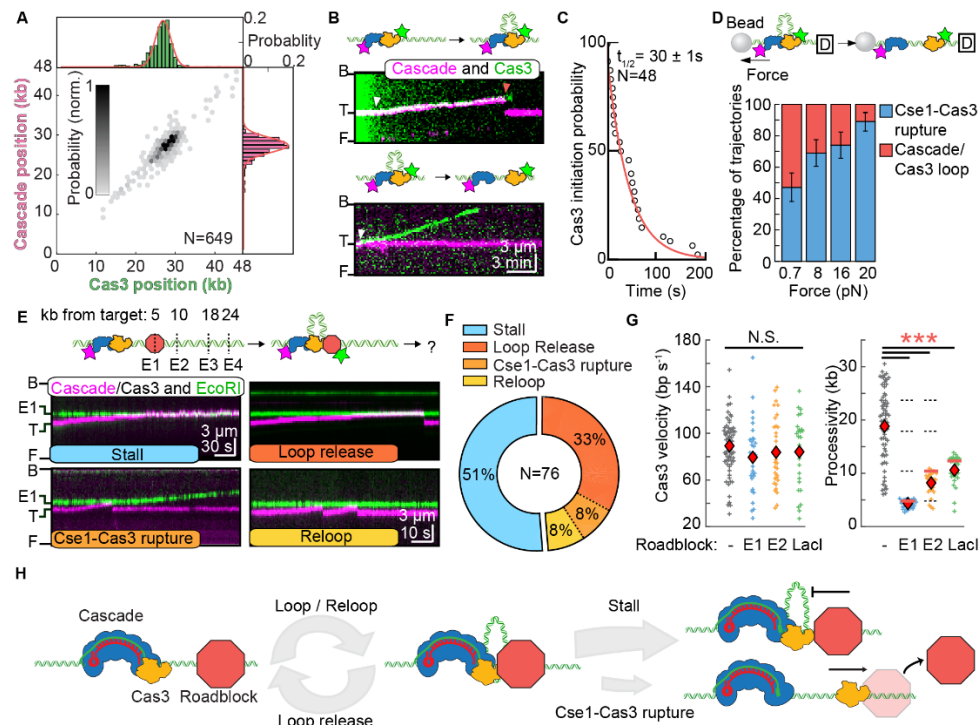 A
0.2
Probablity
0
0 0.2
48
Cascade position (kb)
40
30
20
10
0
Probability (norm.)
1
0
N=649
0 10 20 30 40 48
Cas3 position (kb)
B
Cascade and Cas3
B
T
F
B
T
F
3 µm
3 min
C
t1/2= 30 ± 1s
N=48
Cas3 initiation probability
100
50
0
0 100 200
Time (s)
D
Bead
D
D
Force
Cse1-Cas3
rupture
Cascade/
Cas3 loop
Percentage of trajectories
100
80
60
40
20
0
0.7 8 16 20
Force (pN)
E
kb from target: 5 10 18 24
E1 E2 E3 E4
?
Cascade/Cas3 and EcoRI
B
E1
T
F
3 µm
30 s
Stall
Loop release
B
E1
T
F
Cse1-Cas3 rupture
3 µm
10 s
Reloop
F
Stall
Loop Release
Cse1-Cas3 rupture
Reloop
51%
33%
8%
8%
N=76
G
N.S.
Cas3 velocity (bp s⁻¹)
180
150
120
90
60
30
***
Processivity (kb)
30
20
10
0
Roadblock: - E1 E2 LacI
- E1 E2 LacI
H
Cascade
Cas3
Roadblock
Loop / Reloop
Loop release
Stall
Cse1-Cas3 rupture